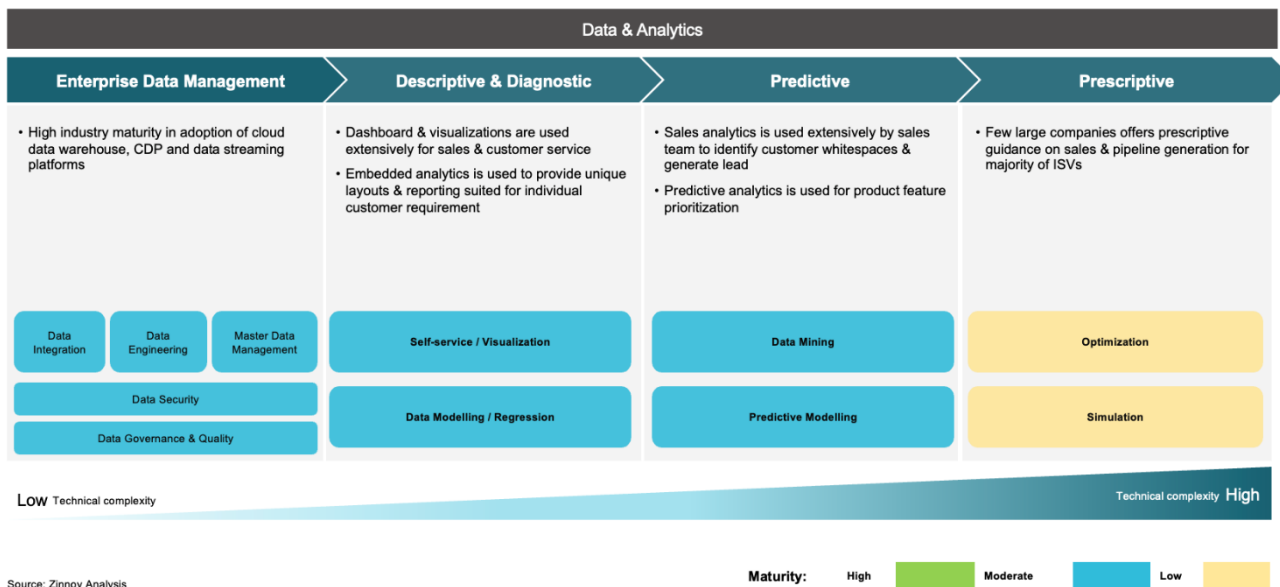 Data & Analytics
Enterprise Data Management
Descriptive & Diagnostic
Predictive
Prescriptive
• High industry maturity in adoption of cloud
data warehouse, CDP and data streaming
platforms
• Dashboard & visualizations are used
extensively for sales & customer service
• Embedded analytics is used to provide unique
layouts & reporting suited for individual
customer requirement
• Sales analytics is used extensively by sales
team to identify customer whitespaces &
generate lead
• Predictive analytics is used for product feature
prioritization
• Few large companies offers prescriptive
guidance on sales & pipeline generation for
majority of ISVs
Data
Integration
Data
Engineering
Master Data
Management
Data Security
Data Governance & Quality
Self-service / Visualization
Data Modelling / Regression
Data Mining
Predictive Modelling
Optimization
Simulation
Low Technical complexity
Technical complexity High
Source: Zinnov Analysis
Maturity: High Moderate Low